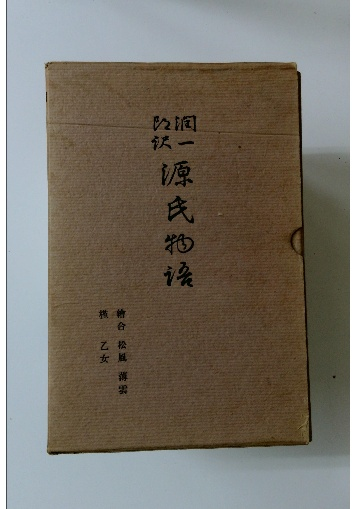 潤一
郎訳
源氏物語
繪合 松風 薄雲
槿 乙女